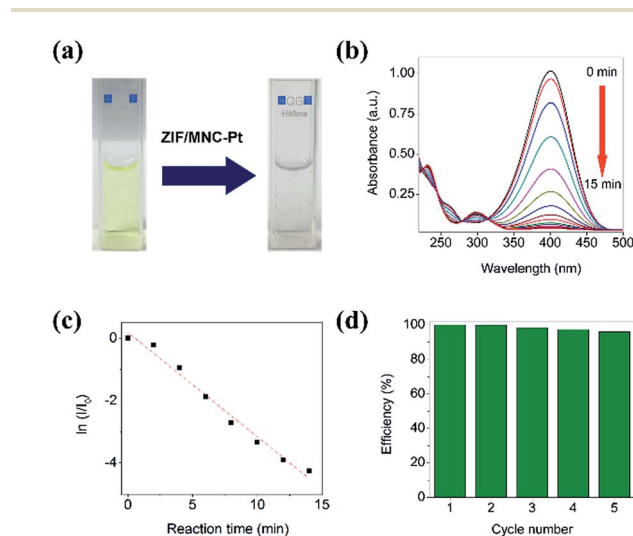 (a)
ZIF/MNC-Pt
QG
Hellma
(b)
Absorbance (a.u.)
1.00
0.75
0.50
0.25
0 min
15 min
250 300 350 400 450 500
Wavelength (nm)
(c)
ln (I/I₀)
0
-2
-4
0 5 10 15
Reaction time (min)
(d)
Efficiency (%)
100
80
60
40
20
0
1 2 3 4 5
Cycle number